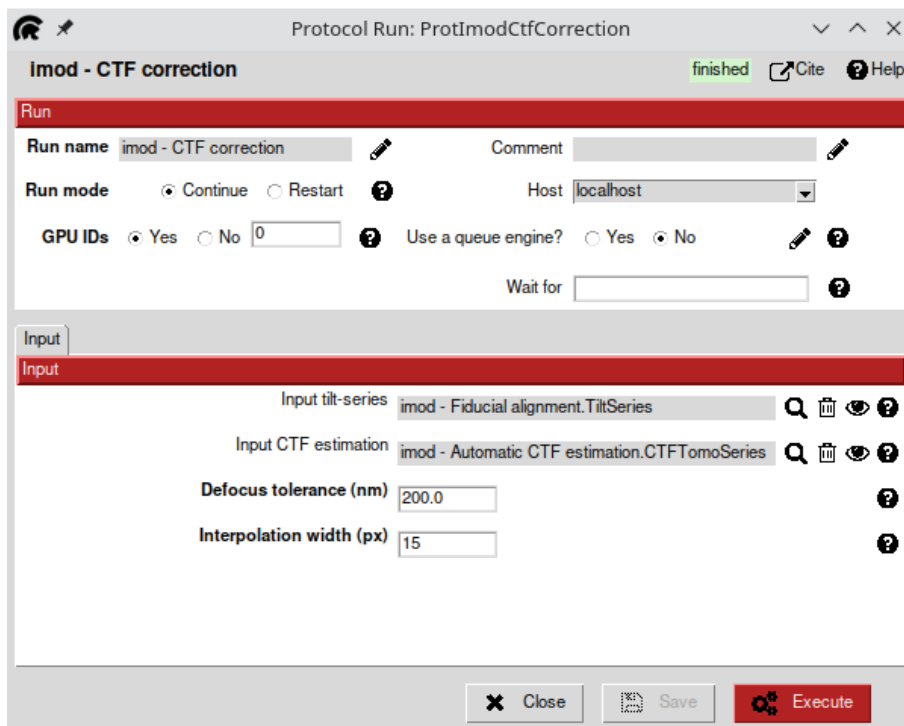 Protocol Run: ProtImodCtfCorrection
imod - CTF correction finished Cite Help
Run
Run name imod - CTF correction Comment
Run mode Continue Restart Host localhost
GPU IDs Yes No 0 Use a queue engine? Yes No
Wait for
Input
Input
Input tilt-series imod - Fiducial alignment.TiltSeries
Input CTF estimation imod - Automatic CTF estimation.CTFTomoSeries
Defocus tolerance (nm) 200.0
Interpolation width (px) 15
Close Save Execute